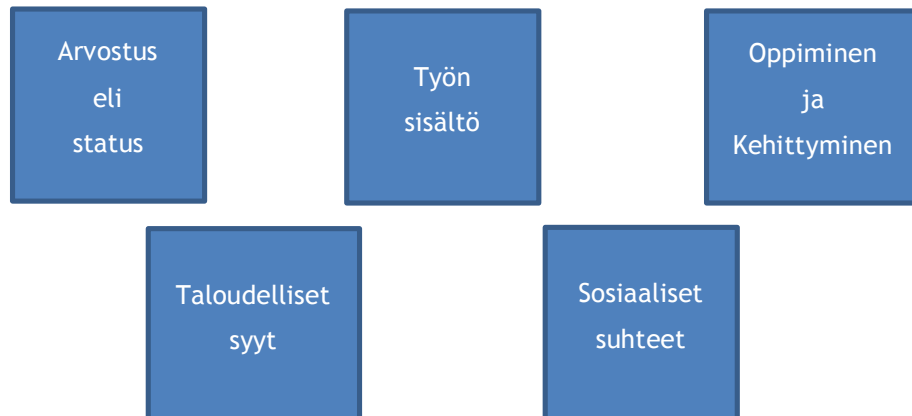 Arvostus
eli
status
Työn
sisältö
Oppiminen
ja
Kehittyminen
Taloudelliset
syyt
Sosiaaliset
suhteet